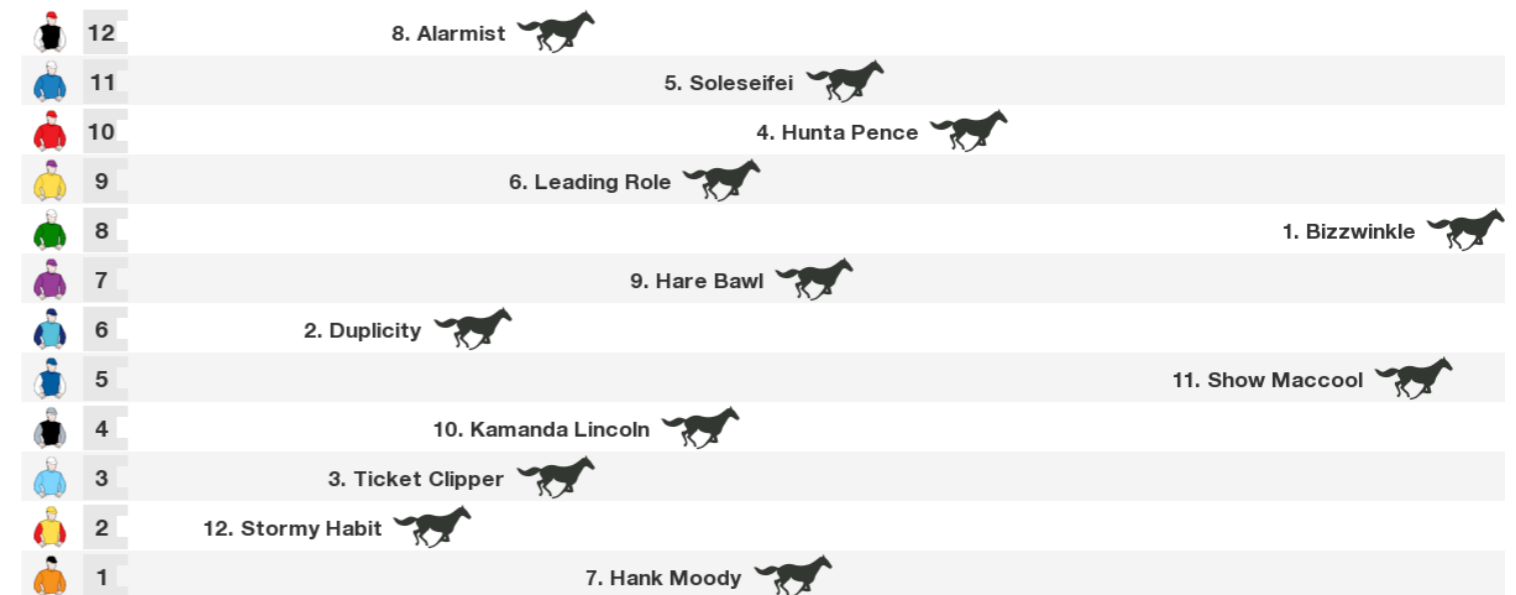 12 8. Alarmist
11 5. Soleseifei
10 4. Hunta Pence
9 6. Leading Role
8 1. Bizzwinkle
7 9. Hare Bawl
6 2. Duplicity
5 11. Show Maccool
4 10. Kamanda Lincoln
3 3. Ticket Clipper
2 12. Stormy Habit
1 7. Hank Moody